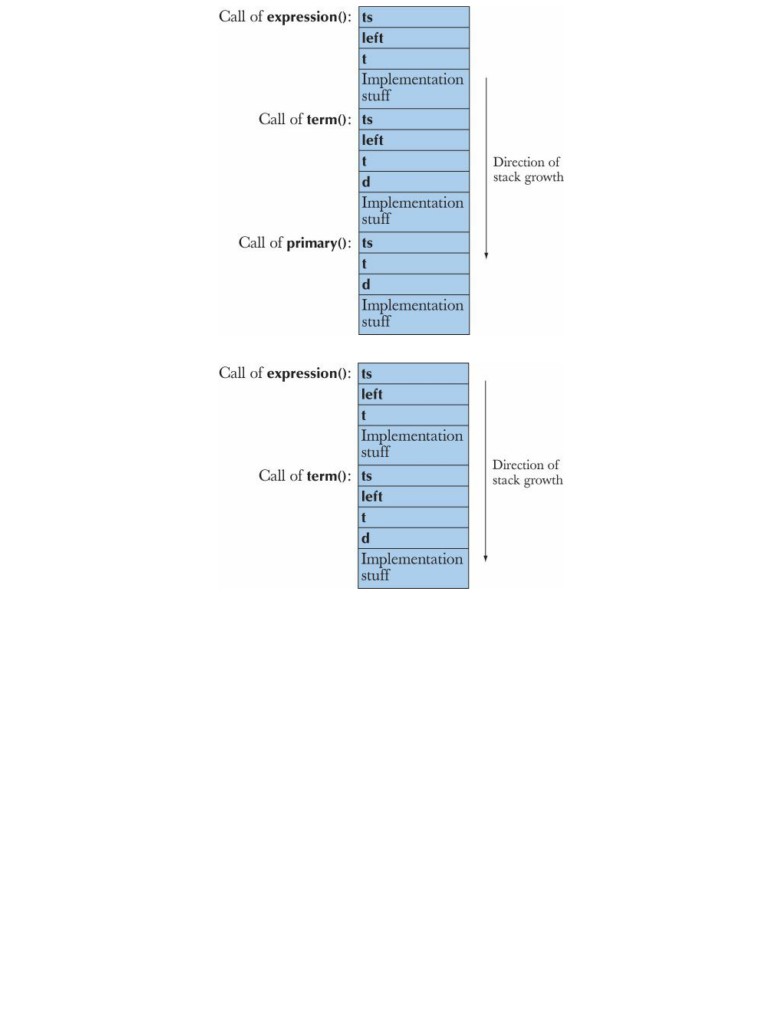 Call of expression(): ts
left
t
Implementation
stuff
Call of term(): ts
left
t
d
Implementation
stuff
Call of primary(): ts
t
d
Implementation
stuff
Direction of
stack growth
Call of expression(): ts
left
t
Implementation
stuff
Call of term(): ts
left
t
d
Implementation
stuff
Direction of
stack growth